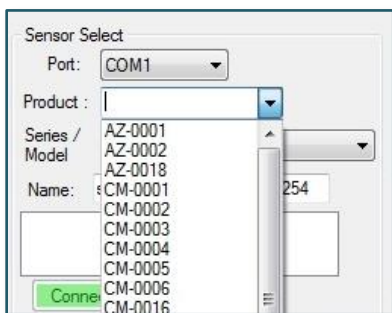 Sensor Select
Port: COM1
Product :
AZ-0001
AZ-0002
AZ-0018
CM-0001
CM-0002
CM-0003
CM-0004
CM-0005
CM-0006
CM-0016
Series /
Model
Name: 254